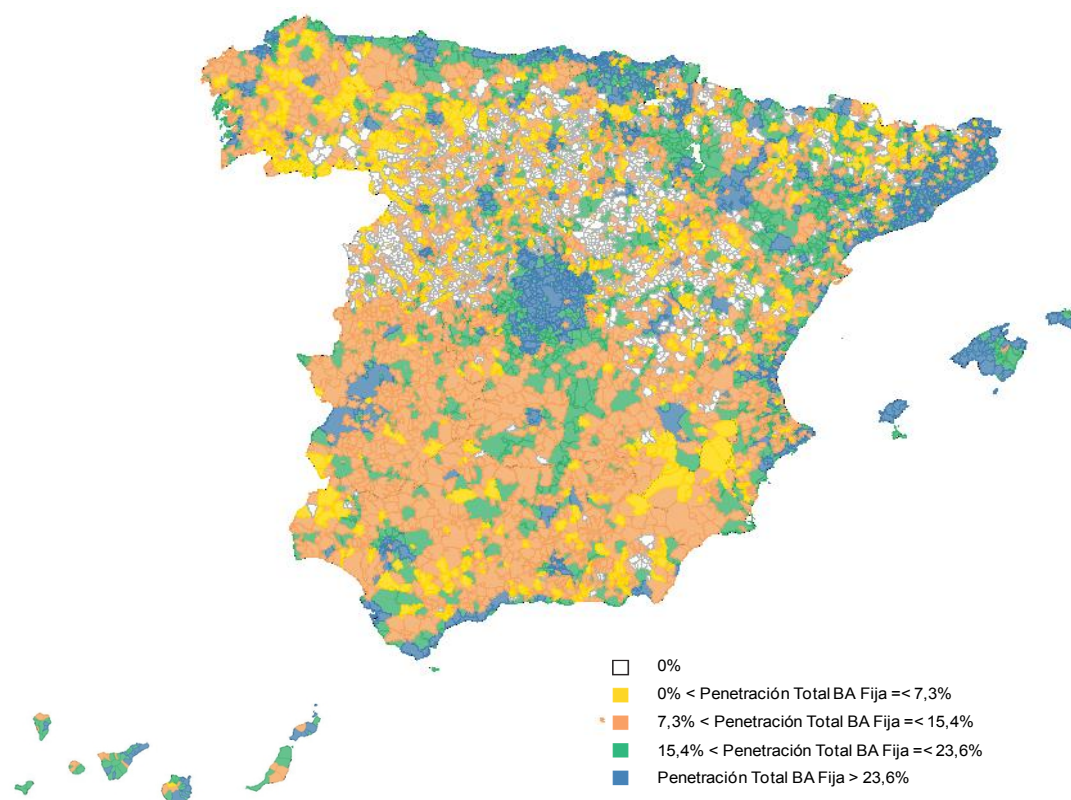 0%
0% < Penetración Total BA Fija =< 7,3%
7,3% < Penetración Total BA Fija =< 15,4%
15,4% < Penetración Total BA Fija =< 23,6%
Penetración Total BA Fija > 23,6%